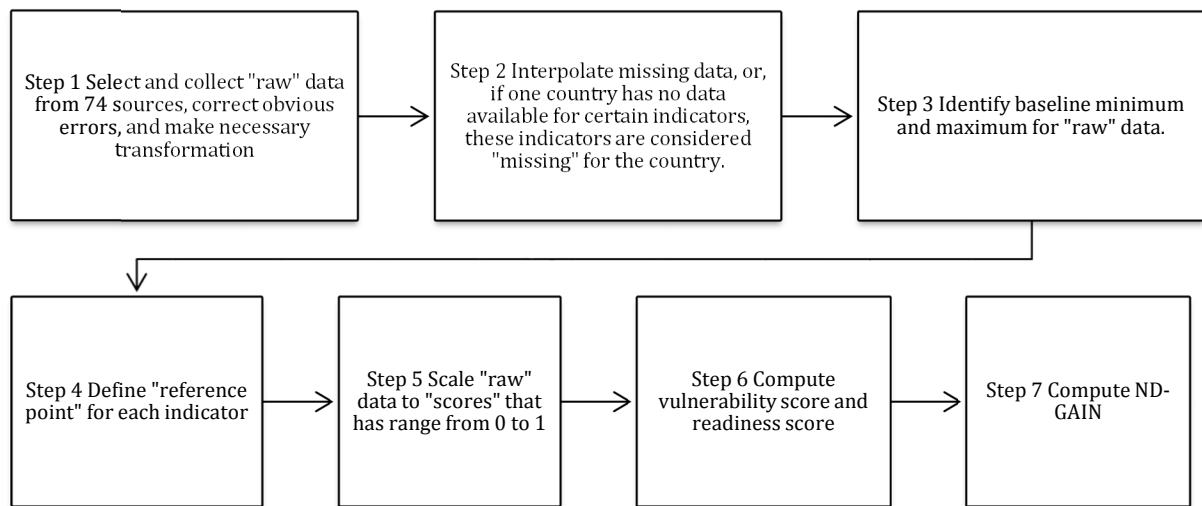 Step 1 Select and collect "raw" data
from 74 sources, correct obvious
errors, and make necessary
transformation
Step 2 Interpolate missing data, or,
if one country has no data
available for certain indicators,
these indicators are considered
"missing" for the country.
Step 3 Identify baseline minimum
and maximum for "raw" data.
Step 4 Define "reference
point" for each indicator
Step 5 Scale "raw"
data to "scores" that
has range from 0 to 1
Step 6 Compute
vulnerability score and
readiness score
Step 7 Compute ND-
GAIN